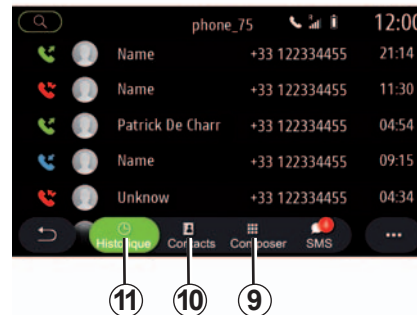 phone_75 12:00
Name +33 122334455 21:14
Name +33 122334455 11:30
Patrick De Charr +33 122334455 04:54
Name +33 122334455 09:15
Unknow +33 122334455 04:34
Historique Contacts Composer SMS ...
11 10 9